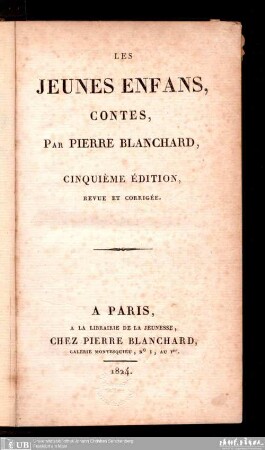 LES
JEUNES ENFANS,
CONTES,
PAR PIERRE BLANCHARD,
CINQUIÈME ÉDITION,
REVUE ET CORRIGÉE.
A PARIS,
A LA LIBRAIRIE DE LA JEUNESSE,
CHEZ PIERRE BLANCHARD,
GALERIE MONTESQUIEU, Nº 1, AU 1er.
1824.
UB